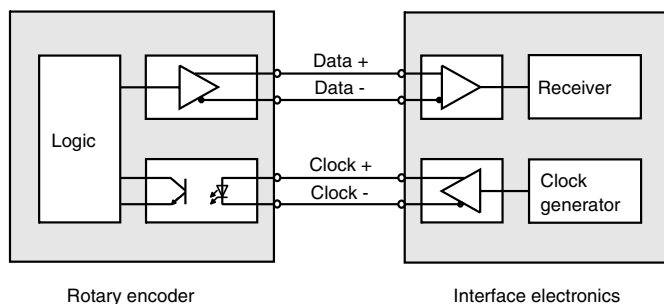 Data +
Data -
Receiver
Logic
Clock +
Clock -
Clock
generator
Rotary encoder
Interface electronics